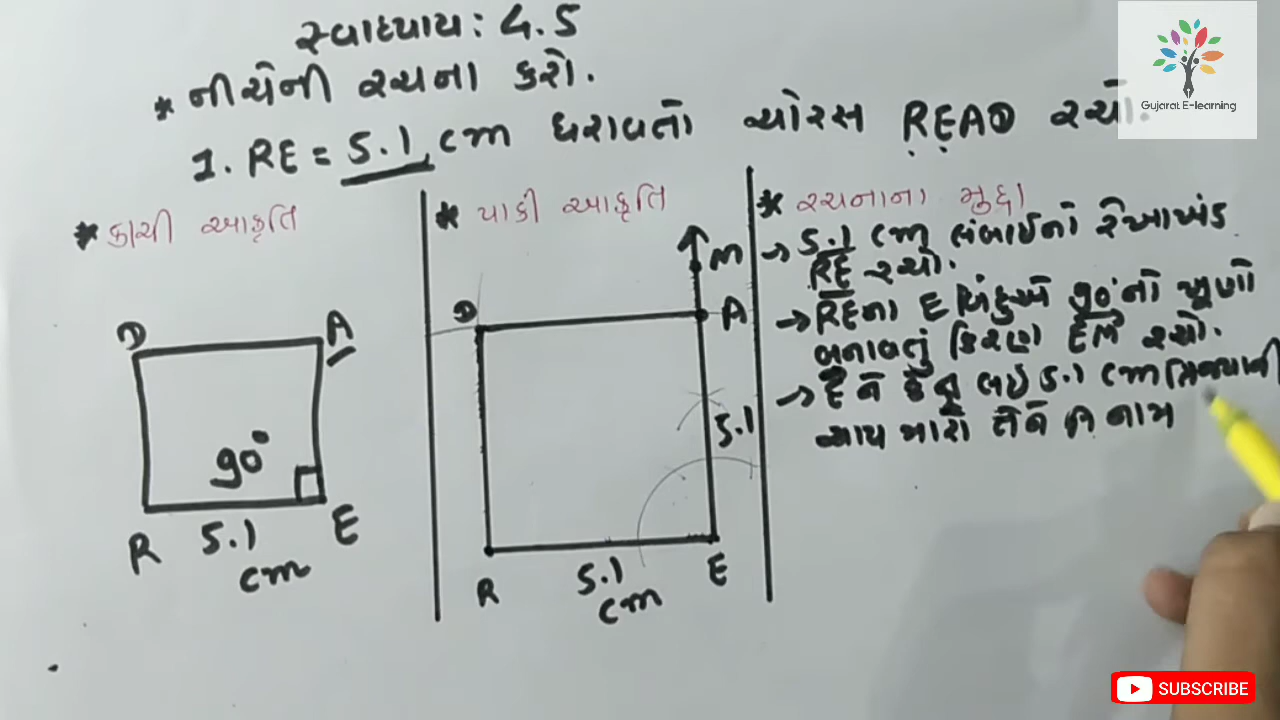 સ્વાધ્યાય: 4.5
* નીચેની રચના કરો.
1. RE = 5.1 cm ધરાવતો ચોરસ READ રચો.
* કાચી આકૃતિ
D A
90°
R 5.1 cm E
* પાકી આકૃતિ
M
D A
5.1
R 5.1 cm E
* રચનાના મુદ્દા
→ 5.1 cm લંબાઈનો રેખાખંડ
RE રચો.
→ REના E બિંદુએ 90°નો ખૂણો
બનાવતું કિરણ EM રચો.
→ E ને કેન્દ્ર લઈ 5.1 cm ત્રિજ્યાની
ચાપ મારો તેને A નામ
Gujarat E-learning
SUBSCRIBE